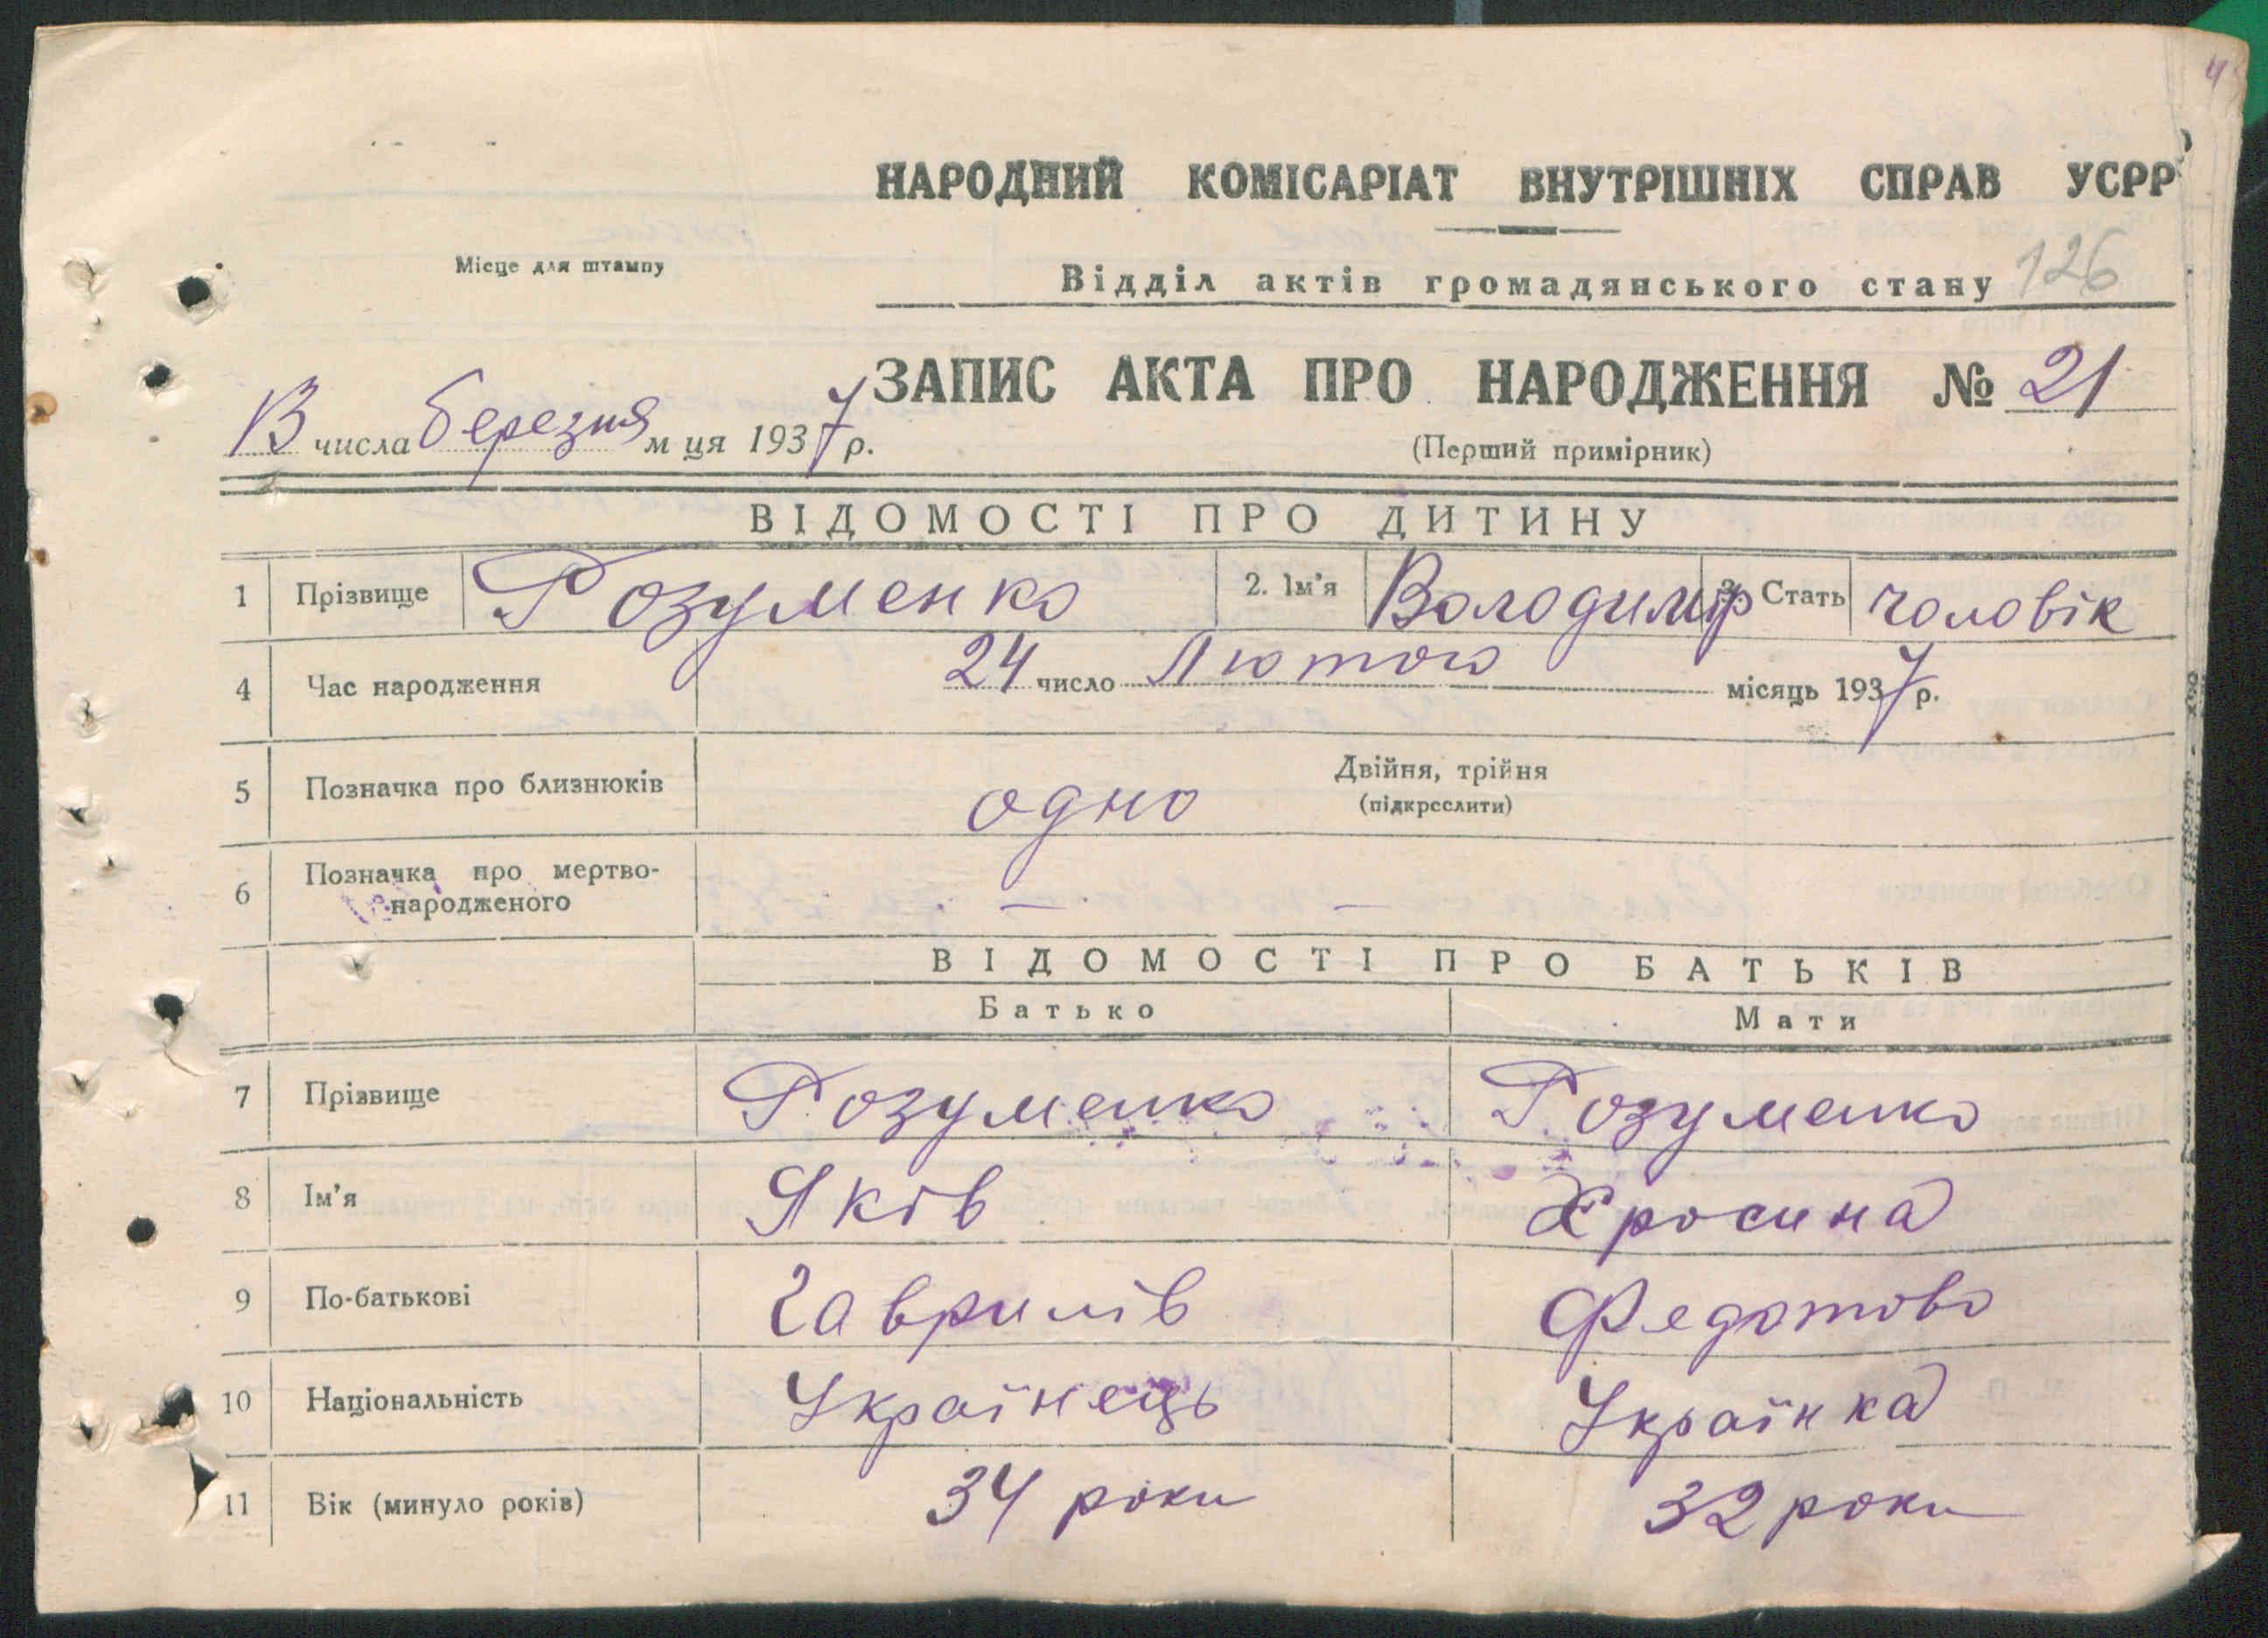 НАРОДНИЙ КОМІСАРІАТ ВНУТРІШНІХ СПРАВ УСРР
Місце для штампу
Відділ актів громадянського стану 126
ЗАПИС АКТА ПРО НАРОДЖЕННЯ № 21
13 числа березня м ця 1937 р.
(Перший примірник)
ВІДОМОСТІ ПРО ДИТИНУ
1 Прізвище Розуменко 2. Ім'я Володимір 3. Стать чоловік
4 Час народження 24 число Лютого місяць 1937 р.
5 Позначка про близнюків одно Двійня, трійня
(підкреслити)
6 Позначка про мертво-
народженого — —
ВІДОМОСТІ ПРО БАТЬКІВ
Батько Мати
7 Прізвище Розуменко Розуменко
8 Ім'я Яків Хросина
9 По-батькові Гаврилів Федотово
10 Національність Українець Українка
11 Вік (минуло років) 34 роки 32 роки